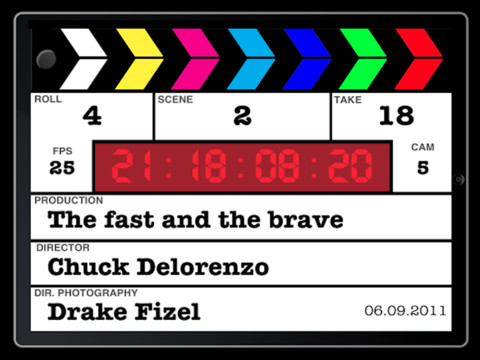 ROLL SCENE TAKE
4 2 18
FPS CAM
25 21:18:08:20 5
PRODUCTION
The fast and the brave
DIRECTOR
Chuck Delorenzo
DIR. PHOTOGRAPHY
Drake Fizel 06.09.2011